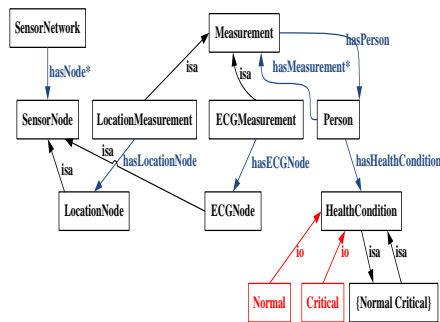 SensorNetwork
Measurement
hasPerson
hasNode*
isa
isa
hasMeasurement*
SensorNode
LocationMeasurement
ECGMeasurement
Person
isa
isa
hasLocationNode
hasECGNode
hasHealthCondition
LocationNode
ECGNode
HealthCondition
io
io
isa
isa
Normal
Critical
{Normal Critical}